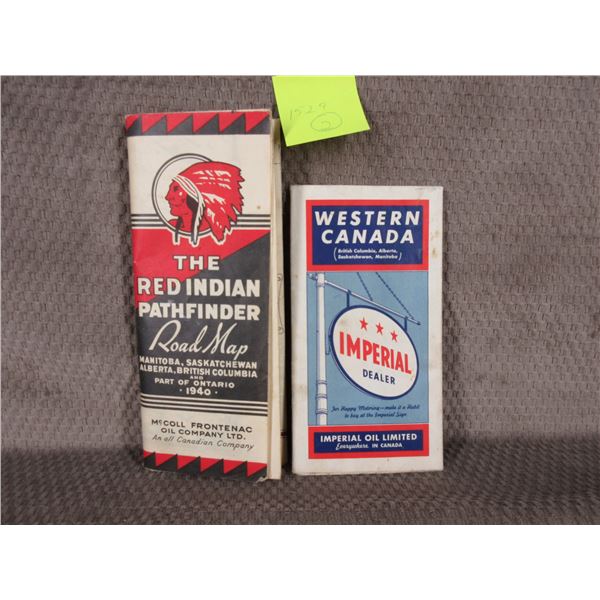 1529
2
THE
RED INDIAN
PATHFINDER
Road Map
MANITOBA, SASKATCHEWAN
ALBERTA, BRITISH COLUMBIA
AND
PART OF ONTARIO
· 1940 ·
McCOLL FRONTENAC
OIL COMPANY LTD.
An all Canadian Company
WESTERN
CANADA
(British Columbia, Alberta,
Saskatchewan, Manitoba)
IMPERIAL
DEALER
For Happy Motoring—make it a Habit
to buy at the Imperial Sign
IMPERIAL OIL LIMITED
Everywhere IN CANADA